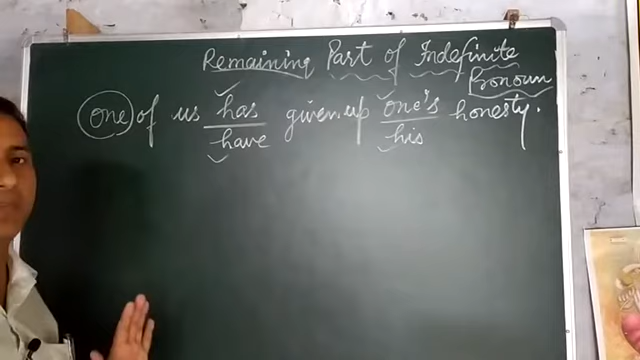 Remaining Part of Indefinite
Pronoun
one of us has given up one's honesty.
have his